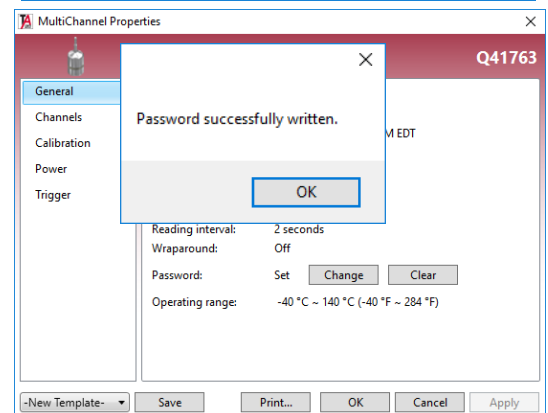 MultiChannel Properties
Q41763
General
Channels
Calibration
Power
Trigger
Password successfully written.
OK
M EDT
Reading interval: 2 seconds
Wraparound: Off
Password: Set Change Clear
Operating range: -40 °C ~ 140 °C (-40 °F ~ 284 °F)
-New Template- Save Print... OK Cancel Apply